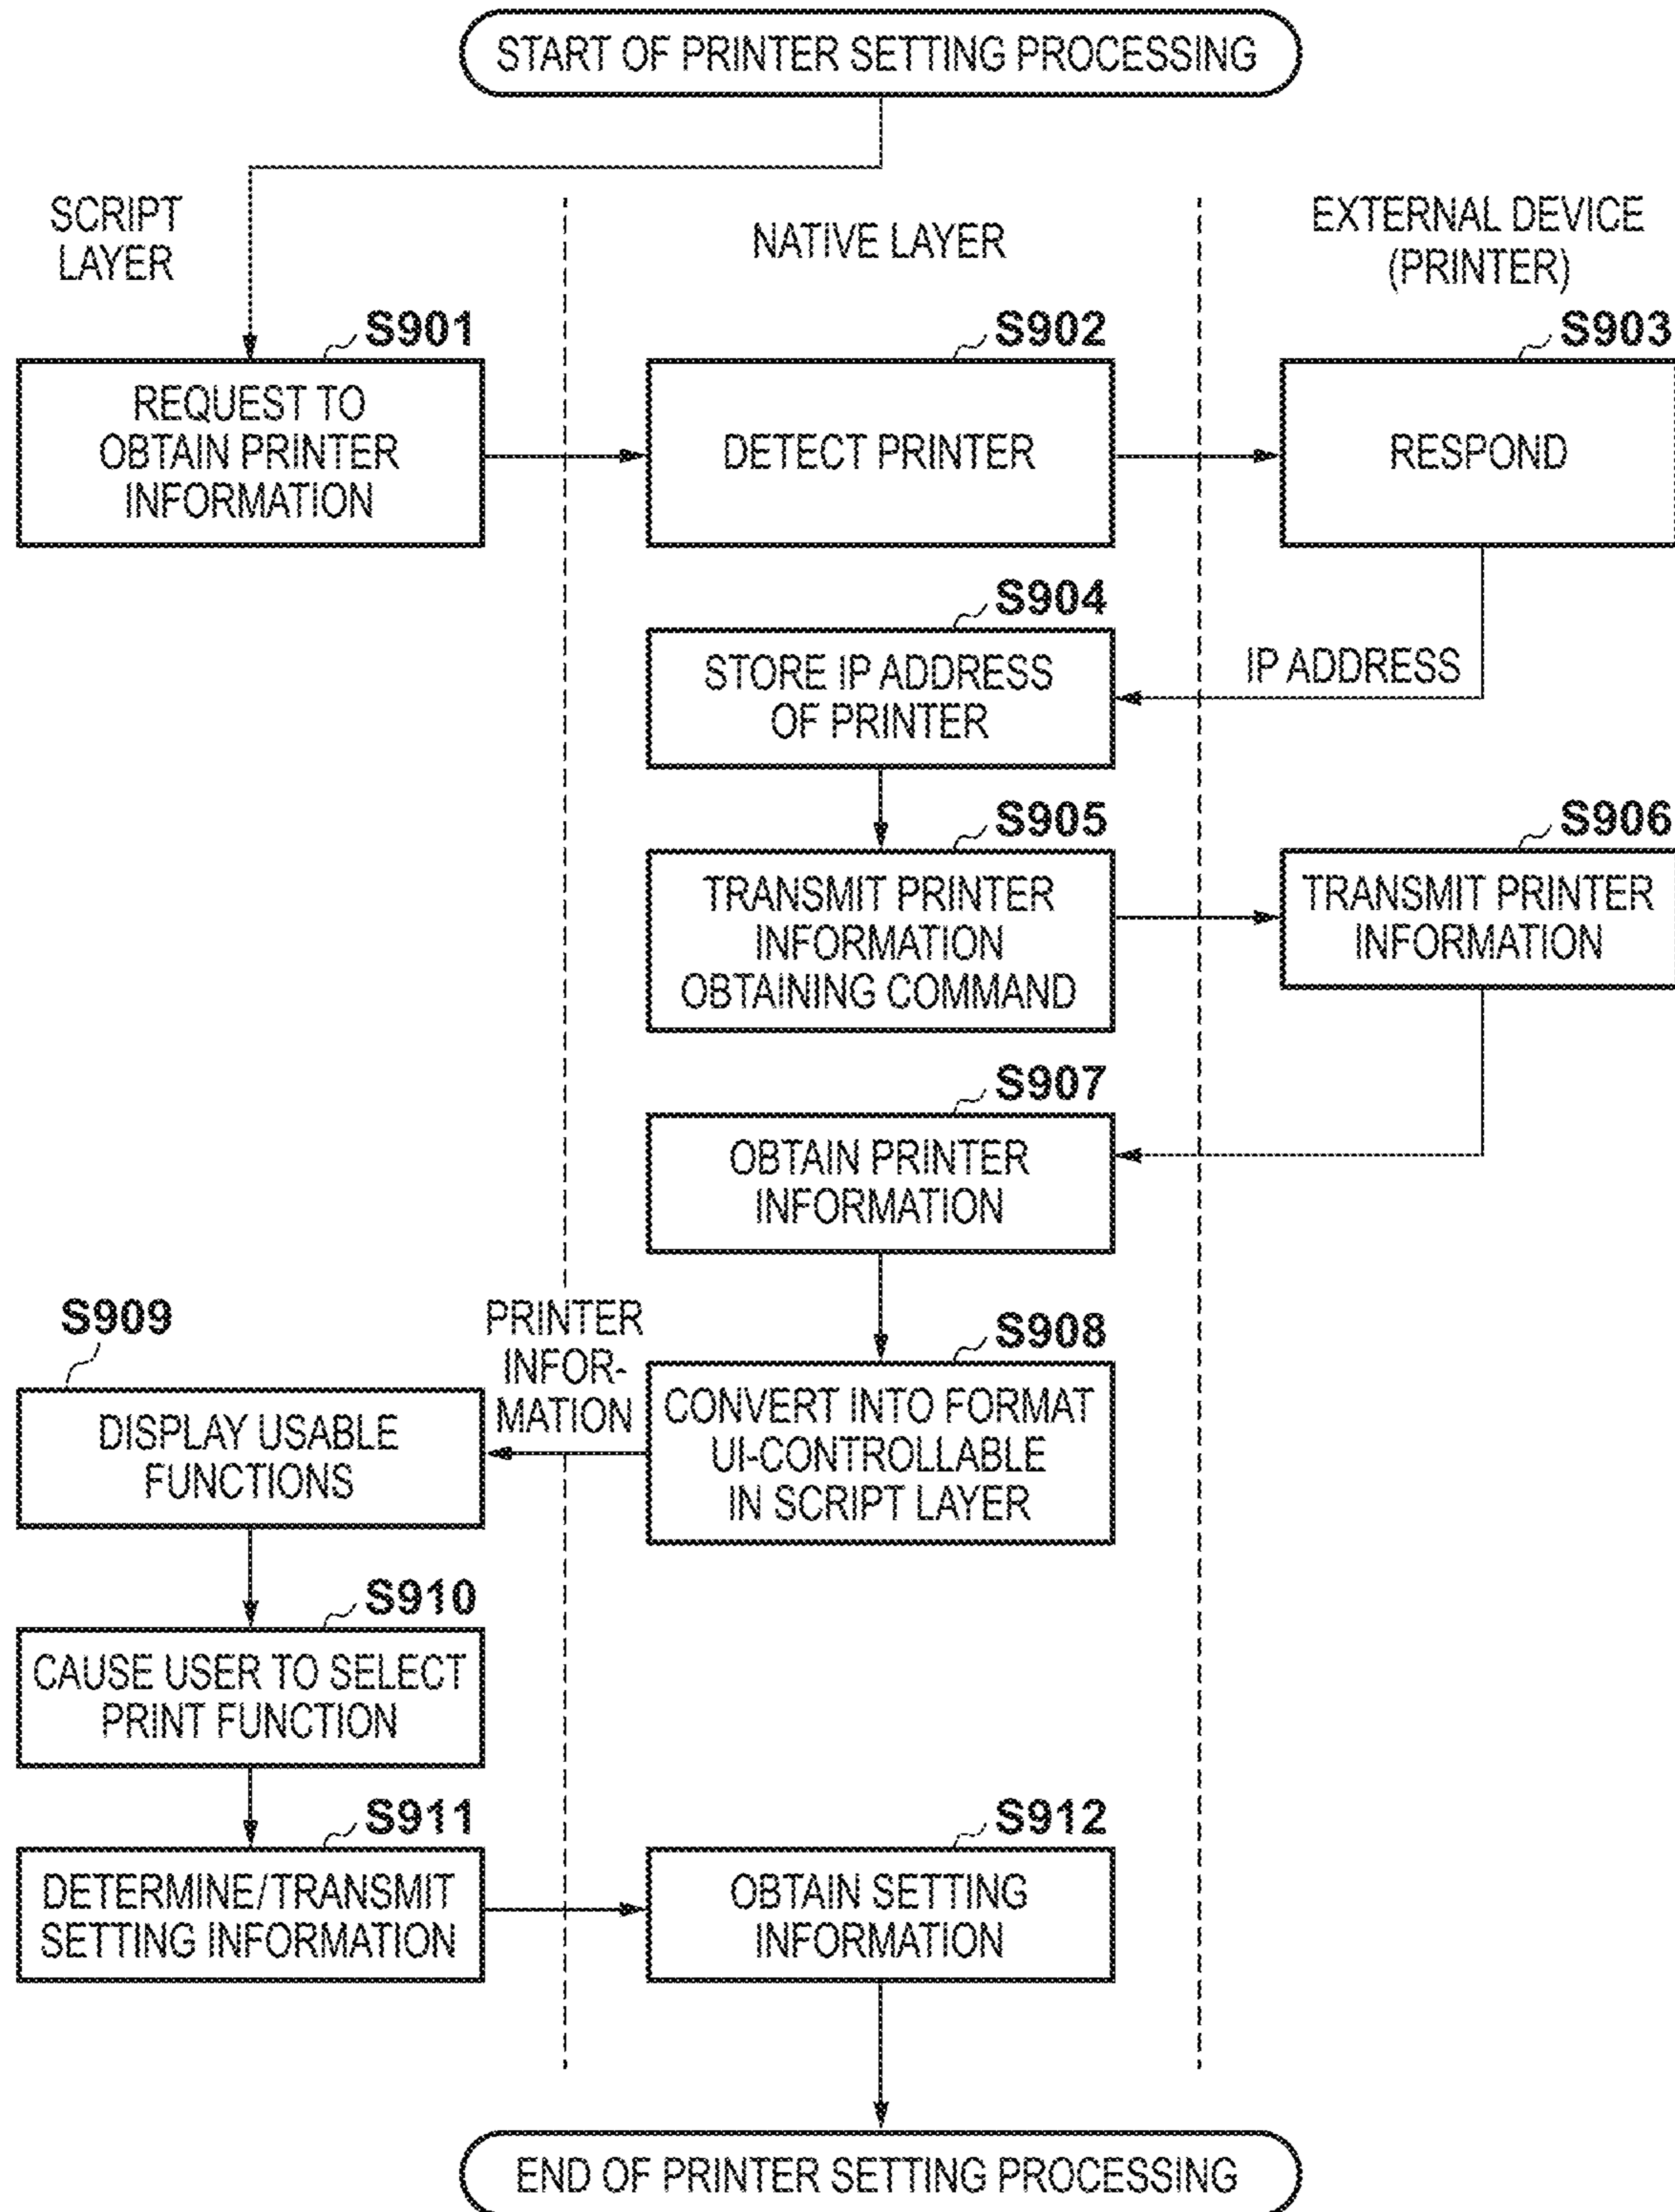 START OF PRINTER SETTING PROCESSING
SCRIPT
LAYER
NATIVE LAYER
EXTERNAL DEVICE
(PRINTER)
S901
REQUEST TO
OBTAIN PRINTER
INFORMATION
S902
DETECT PRINTER
S903
RESPOND
S904
STORE IP ADDRESS
OF PRINTER
IP ADDRESS
S905
TRANSMIT PRINTER
INFORMATION
OBTAINING COMMAND
S906
TRANSMIT PRINTER
INFORMATION
S907
OBTAIN PRINTER
INFORMATION
S908
CONVERT INTO FORMAT
UI-CONTROLLABLE
IN SCRIPT LAYER
PRINTER
INFOR-
MATION
S909
DISPLAY USABLE
FUNCTIONS
S910
CAUSE USER TO SELECT
PRINT FUNCTION
S911
DETERMINE/TRANSMIT
SETTING INFORMATION
S912
OBTAIN SETTING
INFORMATION
END OF PRINTER SETTING PROCESSING